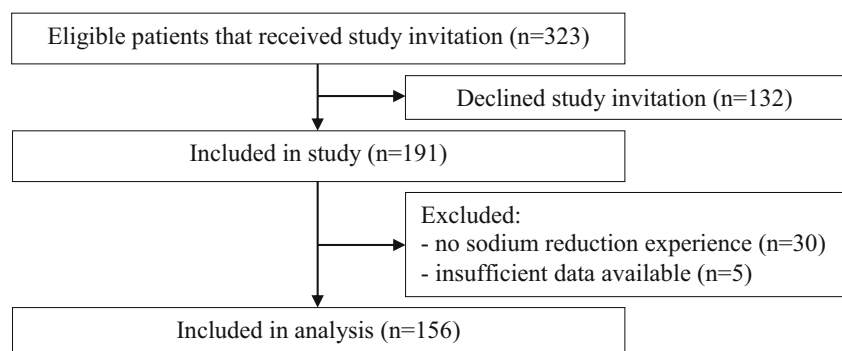 Eligible patients that received study invitation (n=323)
Declined study invitation (n=132)
Included in study (n=191)
Excluded:
- no sodium reduction experience (n=30)
- insufficient data available (n=5)
Included in analysis (n=156)